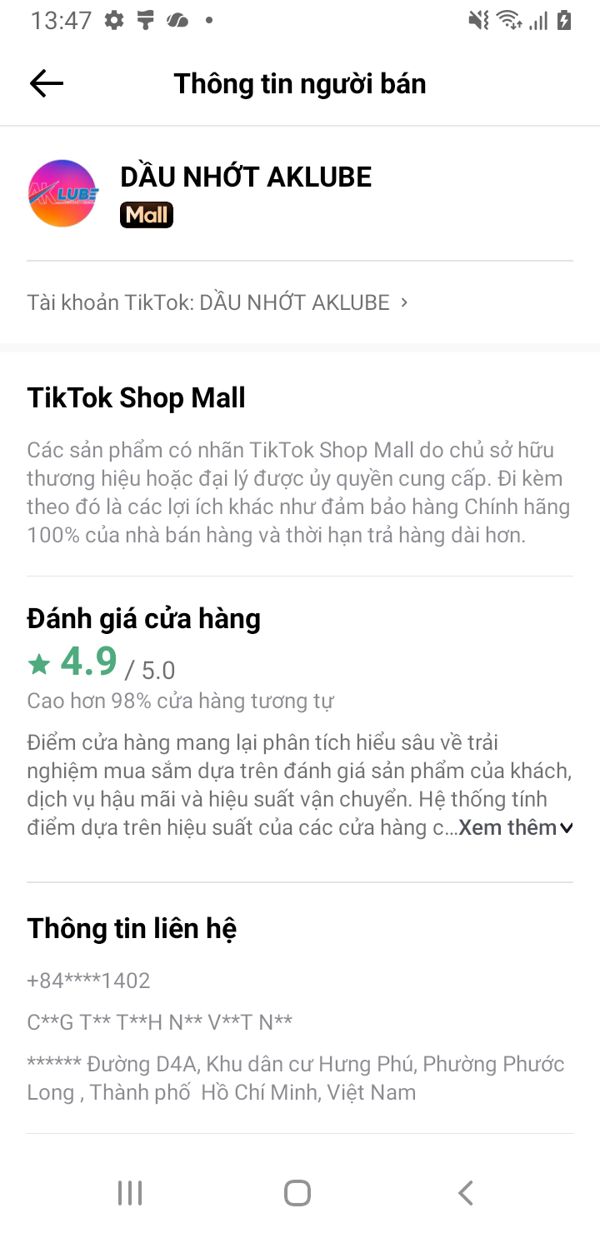 13:47
Thông tin người bán
AKLUBE
DẦU NHỚT AKLUBE
Mall
Tài khoản TikTok: DẦU NHỚT AKLUBE >
TikTok Shop Mall
Các sản phẩm có nhãn TikTok Shop Mall do chủ sở hữu
thương hiệu hoặc đại lý được ủy quyền cung cấp. Đi kèm
theo đó là các lợi ích khác như đảm bảo hàng Chính hãng
100% của nhà bán hàng và thời hạn trả hàng dài hơn.
Đánh giá cửa hàng
4.9 / 5.0
Cao hơn 98% cửa hàng tương tự
Điểm cửa hàng mang lại phân tích hiểu sâu về trải
nghiệm mua sắm dựa trên đánh giá sản phẩm của khách,
dịch vụ hậu mãi và hiệu suất vận chuyển. Hệ thống tính
điểm dựa trên hiệu suất của các cửa hàng c...Xem thêm
Thông tin liên hệ
+84****1402
C**G T** T**H N** V**T N**
****** Đường D4A, Khu dân cư Hưng Phú, Phường Phước
Long , Thành phố  Hồ Chí Minh, Việt Nam